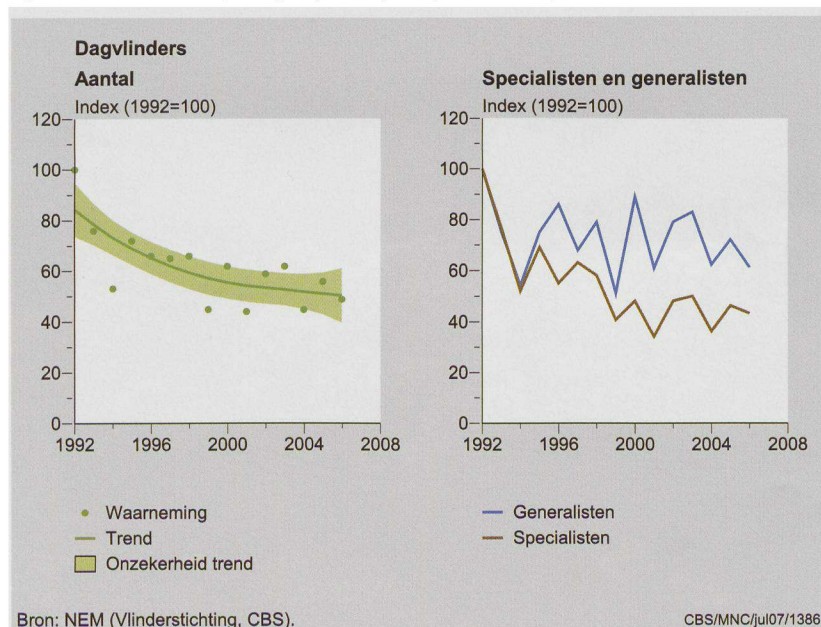 Dagvlinders
Aantal
Index (1992=100)
120
100
80
60
40
20
0
1992 1996 2000 2004 2008
Waarneming
Trend
Onzekerheid trend
Specialisten en generalisten
Index (1992=100)
120
100
80
60
40
20
0
1992 1996 2000 2004 2008
Generalisten
Specialisten
Bron: NEM (Vlinderstichting, CBS).
CBS/MNC/jul07/1386